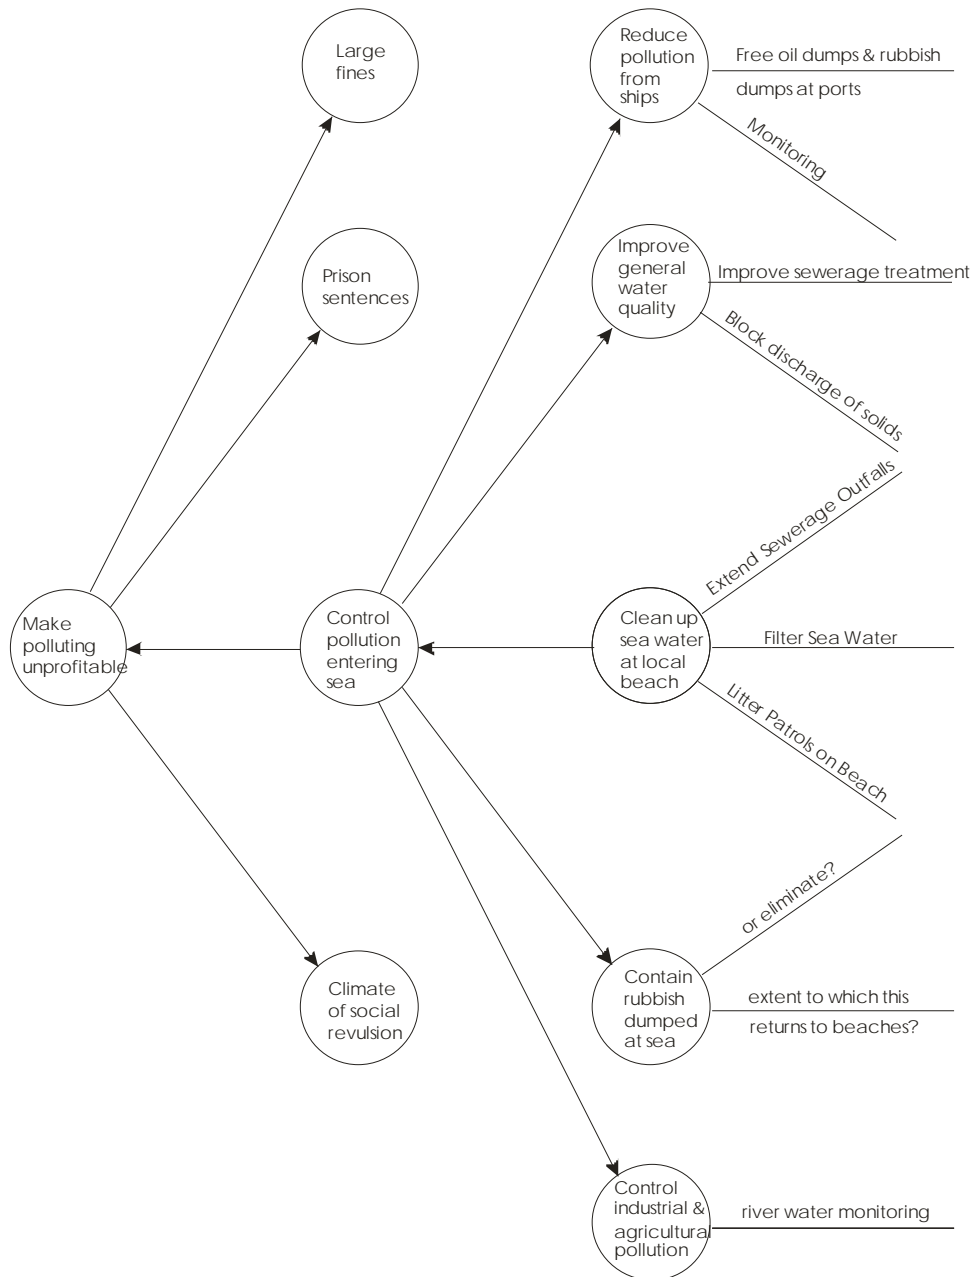 Large
fines
Reduce
pollution
from
ships
Free oil dumps & rubbish
dumps at ports
Monitoring
Prison
sentences
Improve
general
water
quality
Improve sewerage treatment
Block discharge of solids
Make
polluting
unprofitable
Control
pollution
entering
sea
Clean up
sea water
at local
beach
Extend Sewerage Outfalls
Filter Sea Water
Litter Patrols on Beach
Climate
of social
revulsion
Contain
rubbish
dumped
at sea
or eliminate?
extent to which this
returns to beaches?
Control
industrial &
agricultural
pollution
river water monitoring